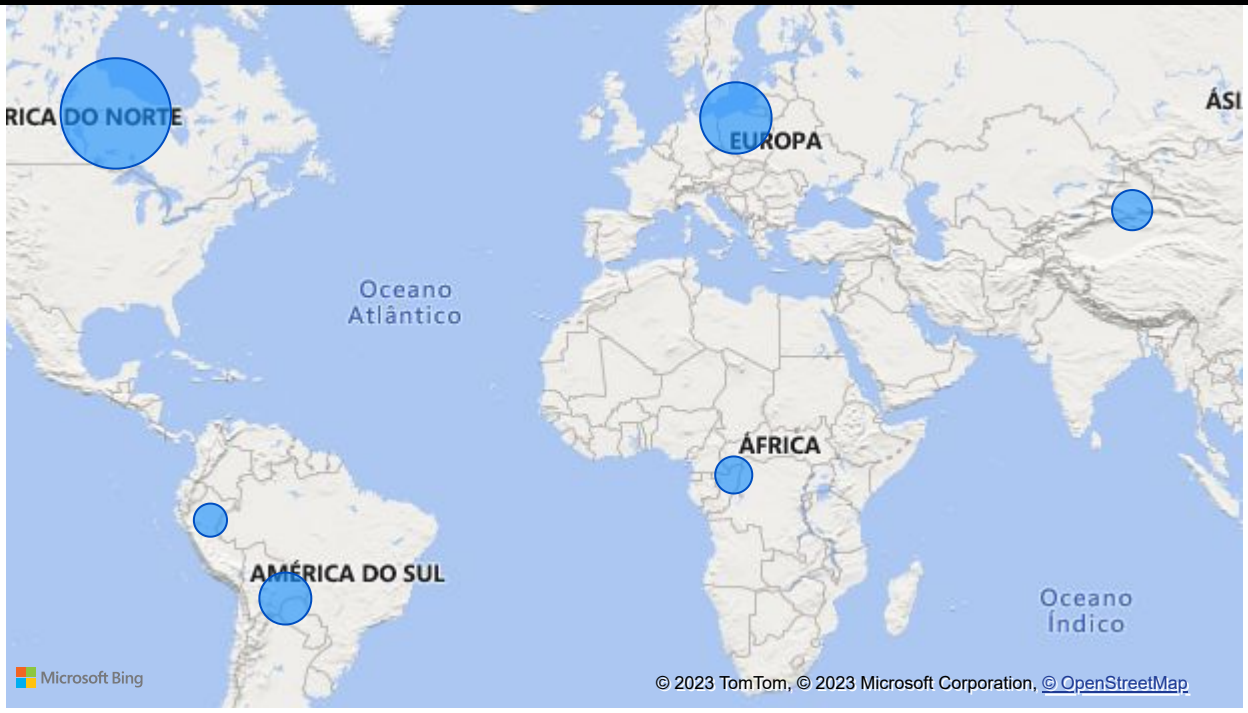 RICA DO NORTE
ÁSI
EUROPA
Oceano
Atlântico
ÁFRICA
AMÉRICA DO SUL
Oceano
Índico
Microsoft Bing
© 2023 TomTom, © 2023 Microsoft Corporation, © OpenStreetMap